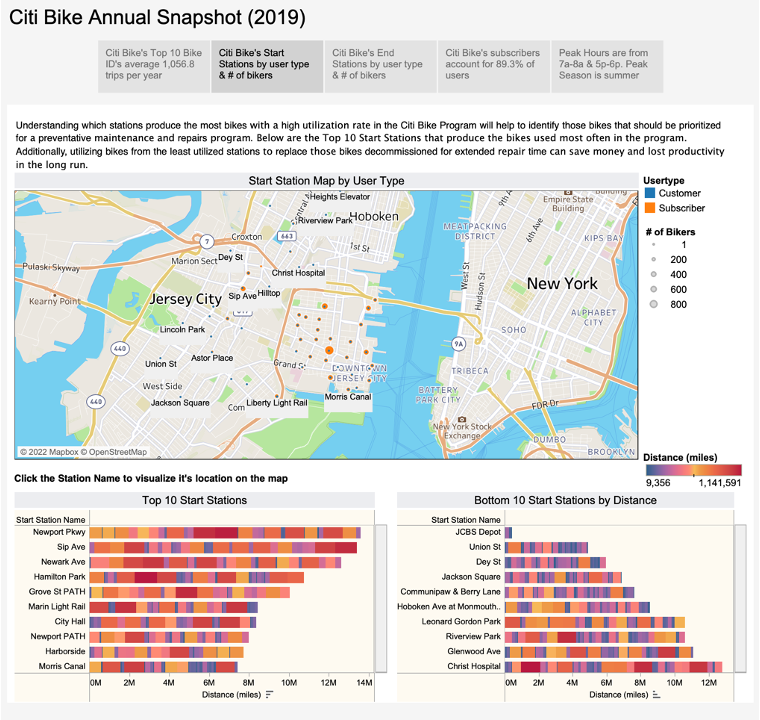 Citi Bike Annual Snapshot (2019)
Citi Bike's Top 10 Bike
ID's average 1,056.8
trips per year
Citi Bike's Start
Stations by user type
& # of bikers
Citi Bike's End
Stations by user type
& # of bikers
Citi Bike's subscribers
account for 89.3% of
users
Peak Hours are from
7a-8a & 5p-6p. Peak
Season is summer
Understanding which stations produce the most bikes with a high utilization rate in the Citi Bike Program will help to identify those bikes that should be prioritized
for a preventative maintenance and repairs program. Below are the Top 10 Start Stations that produce the bikes used most often in the program.
Additionally, utilizing bikes from the least utilized stations to replace those bikes decommissioned for extended repair time can save money and lost productivity
in the long run.
Start Station Map by User Type
Heights Elevator
Riverview Park
Hoboken
663
Croxton
7
1st St
Marion Sect
Dey St
Christ Hospital
Pulaski Skyway
Kearny Point
Jersey City
Sip Ave
Hilltop
Lincoln Park
440
Astor Place
Union St
Grand St
DOWNTOWN
JERSEY CITY
West Side
440
Jackson Square
Com
Liberty Light Rail
Morris Canal
MEATPACKING
DISTRICT
9th A
6th Ave
Empire State
Building
KIPS BAY
West St
Hudson St
New York
ALPHABET
CITY
SOHO
9A
TRIBECA
BATTERY
PARK CITY
FDR Dr
New York Stock
Exchange
DUMBO
BROOKLYN
© 2022 Mapbox © OpenStreetMap
Usertype
Customer
Subscriber
# of Bikers
1
200
400
600
800
Distance (miles)
9,356
1,141,591
Click the Station Name to visualize it's location on the map
Top 10 Start Stations
Start Station Name
Newport Pkwy
Sip Ave
Newark Ave
Hamilton Park
Grove St PATH
Marin Light Rail
City Hall
Newport PATH
Harborside
Morris Canal
0M 2M 4M 6M 8M 10M 12M 14M
Distance (miles)
Bottom 10 Start Stations by Distance
Start Station Name
JCBS Depot
Union St
Dey St
Jackson Square
Communipaw & Berry Lane
Hoboken Ave at Monmouth..
Leonard Gordon Park
Riverview Park
Glenwood Ave
Christ Hospital
0M 2M 4M 6M 8M 10M 12M
Distance (miles)